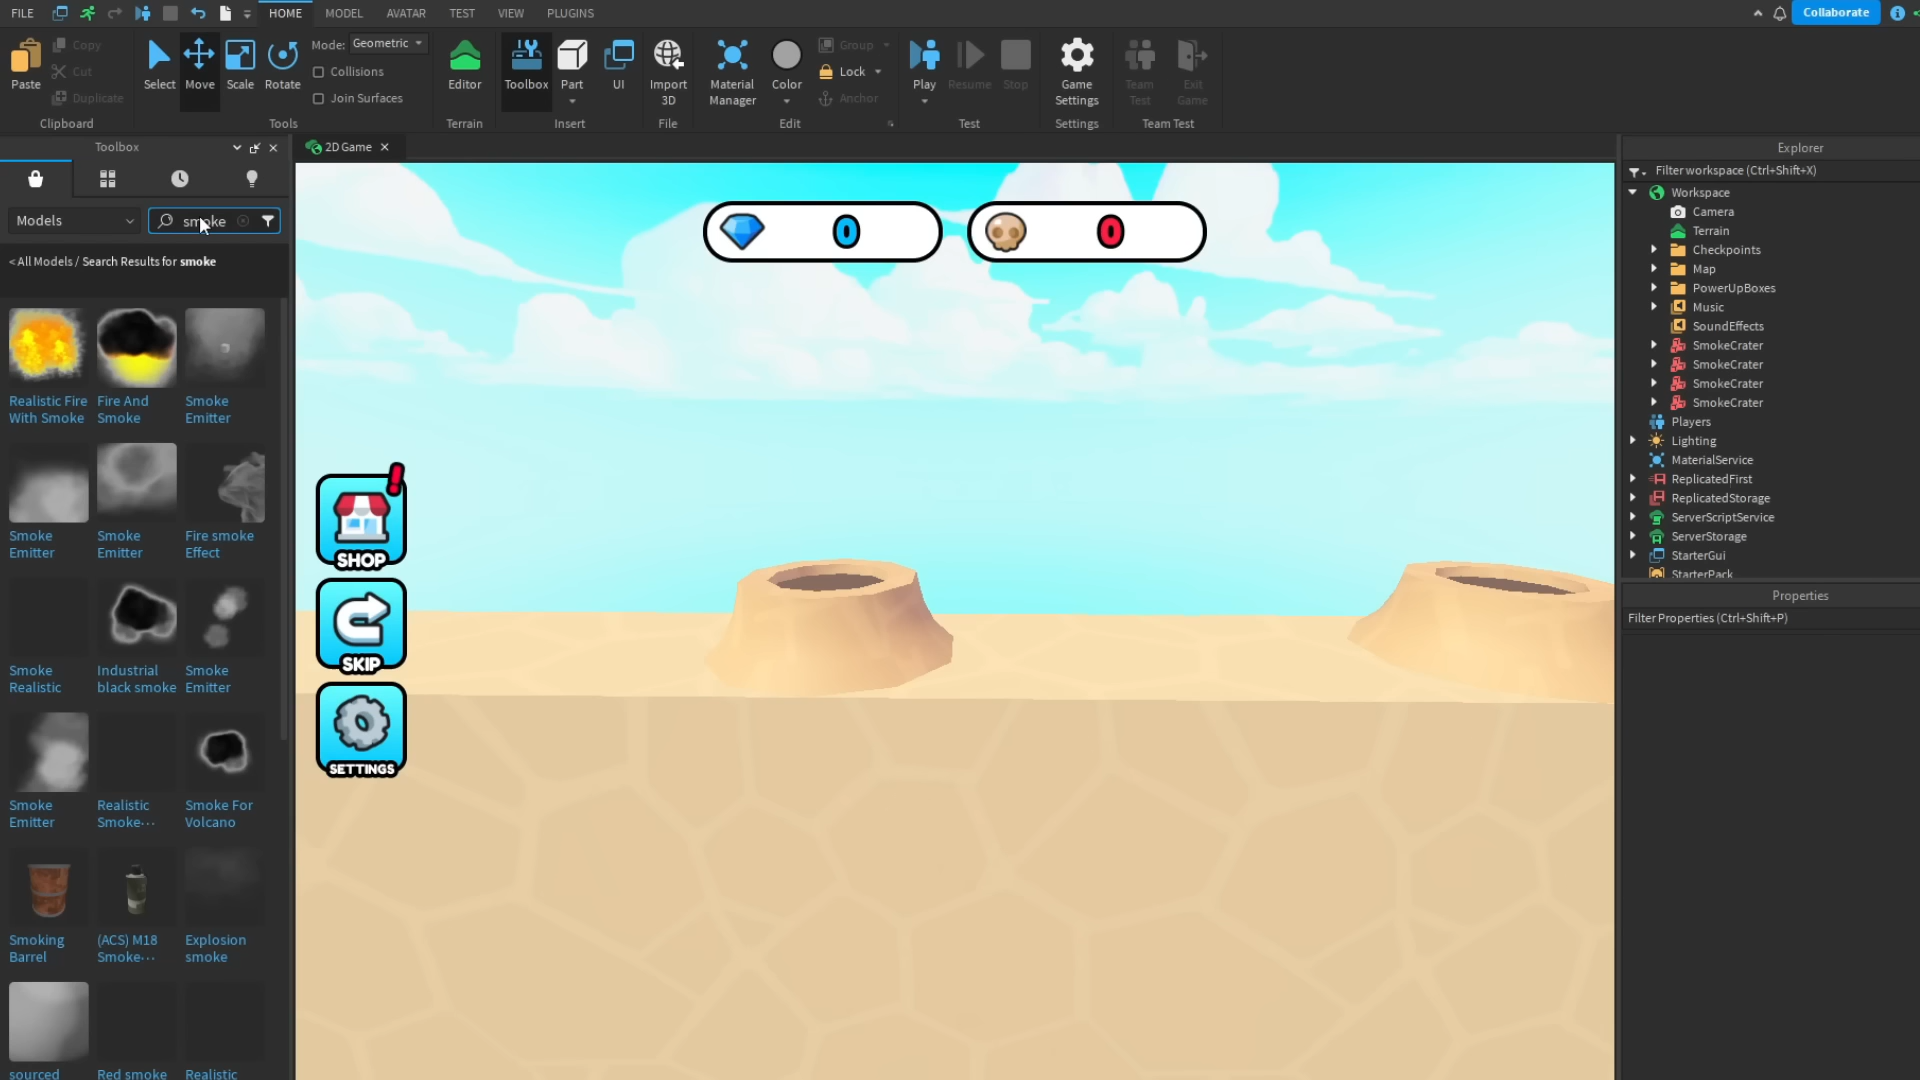 FILE
HOME
MODEL
AVATAR
TEST
VIEW
PLUGINS
Collaborate
Paste
Copy
Cut
Duplicate
Clipboard
Select
Move
Scale
Rotate
Mode: Geometric
Collisions
Join Surfaces
Tools
Editor
Terrain
Toolbox
Part
UI
Insert
Import
3D
File
Material
Manager
Color
Group
Lock
Anchor
Edit
Play
Resume
Stop
Test
Game
Settings
Settings
Team
Test
Exit
Game
Team Test
Toolbox
Models
smoke
< All Models / Search Results for smoke
Realistic Fire
With Smoke
Fire And
Smoke
Smoke
Emitter
Smoke
Emitter
Smoke
Emitter
Fire smoke
Effect
Smoke
Realistic
Industrial
black smoke
Smoke
Emitter
Smoke
Emitter
Realistic
Smoke···
Smoke For
Volcano
Smoking
Barrel
(ACS) M18
Smoke···
Explosion
smoke
sourced
Red smoke
Realistic
2D Game
0
0
SHOP
SKIP
SETTINGS
Explorer
Filter workspace (Ctrl+Shift+X)
Workspace
Camera
Terrain
Checkpoints
Map
PowerUpBoxes
Music
SoundEffects
SmokeCrater
SmokeCrater
SmokeCrater
SmokeCrater
Players
Lighting
MaterialService
ReplicatedFirst
ReplicatedStorage
ServerScriptService
ServerStorage
StarterGui
StarterPack
Properties
Filter Properties (Ctrl+Shift+P)